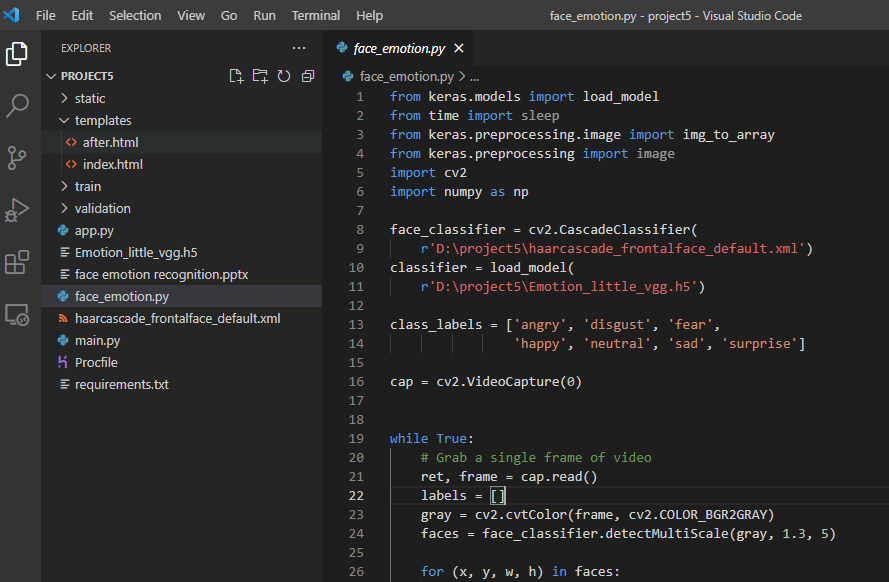 File Edit Selection View Go Run Terminal Help face_emotion.py - project5 - Visual Studio Code
EXPLORER ...
PROJECT5
static
templates
after.html
index.html
train
validation
app.py
Emotion_little_vgg.h5
face emotion recognition.pptx
face_emotion.py
haarcascade_frontalface_default.xml
main.py
Procfile
requirements.txt
face_emotion.py
face_emotion.py > ...
1 from keras.models import load_model
2 from time import sleep
3 from keras.preprocessing.image import img_to_array
4 from keras.preprocessing import image
5 import cv2
6 import numpy as np
7
8 face_classifier = cv2.CascadeClassifier(
9 r'D:\project5\haarcascade_frontalface_default.xml')
10 classifier = load_model(
11 r'D:\project5\Emotion_little_vgg.h5')
12
13 class_labels = ['angry', 'disgust', 'fear',
14 'happy', 'neutral', 'sad', 'surprise']
15
16 cap = cv2.VideoCapture(0)
17
18
19 while True:
20 # Grab a single frame of video
21 ret, frame = cap.read()
22 labels = []
23 gray = cv2.cvtColor(frame, cv2.COLOR_BGR2GRAY)
24 faces = face_classifier.detectMultiScale(gray, 1.3, 5)
25
26 for (x, y, w, h) in faces: